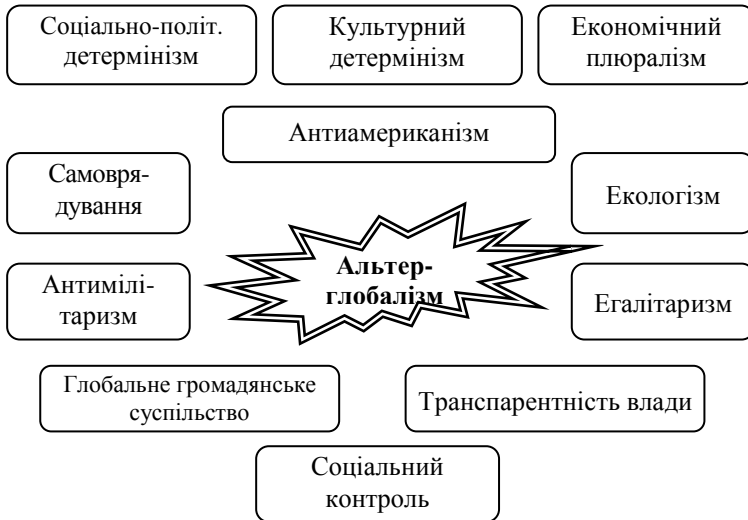 Соціально-політ.
детермінізм
Культурний
детермінізм
Економічний
плюралізм
Антиамериканізм
Самовря-
дування
Екологізм
Альтер-
глобалізм
Антимілі-
таризм
Егалітаризм
Глобальне громадянське
суспільство
Транспарентність влади
Соціальний
контроль